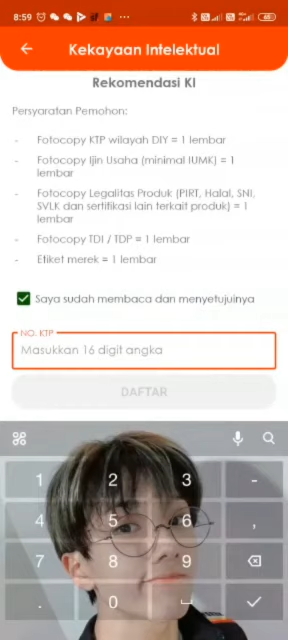 8:59
Kekayaan Intelektual
Rekomendasi KI
Persyaratan Pemohon:
- Fotocopy KTP wilayah DIY = 1 lembar
- Fotocopy Ijin Usaha (minimal IUMK) = 1
lembar
- Fotocopy Legalitas Produk (PIRT, Halal, SNI,
SVLK dan sertifikasi lain terkait produk) = 1
lembar
- Fotocopy TDI / TDP = 1 lembar
- Etiket merek = 1 lembar
Saya sudah membaca dan menyetujuinya
NO. KTP
Masukkan 16 digit angka
DAFTAR
1 2 3 -
4 5 6 ,
7 8 9
. 0